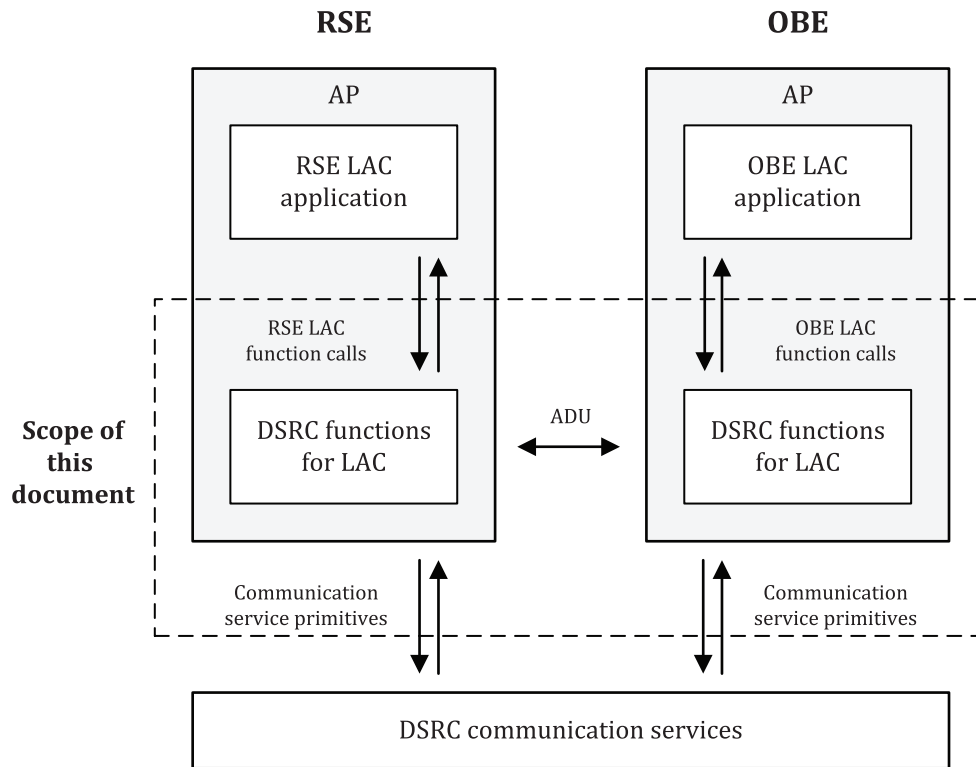 RSE
OBE
AP
AP
RSE LAC
application
OBE LAC
application
RSE LAC
function calls
OBE LAC
function calls
Scope of
this
document
DSRC functions
for LAC
ADU
DSRC functions
for LAC
Communication
service primitives
Communication
service primitives
DSRC communication services